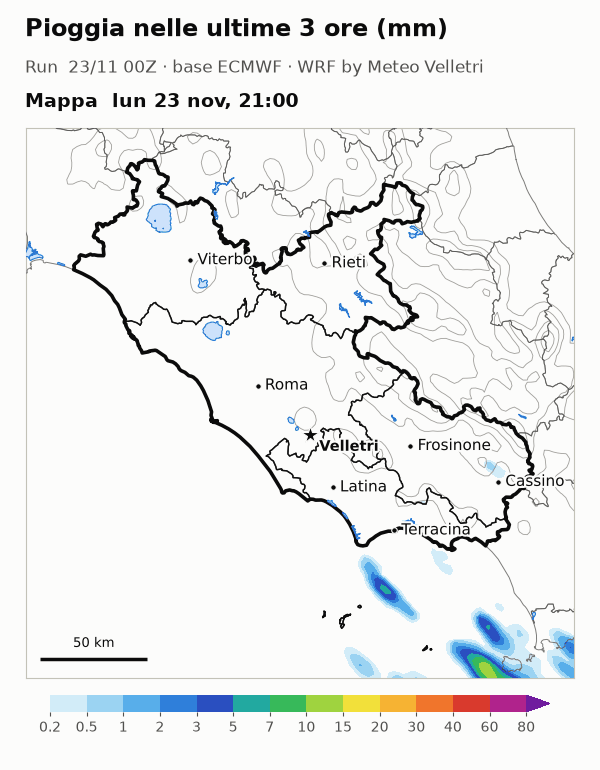 Pioggia nelle ultime 3 ore (mm)
Run  23/11 00Z · base ECMWF · WRF by Meteo Velletri
Mappa  lun 23 nov, 21:00
Viterbo
Rieti
Roma
Velletri
Frosinone
Cassino
Latina
Terracina
50 km
0.2 0.5 1 2 3 5 7 10 15 20 30 40 60 80